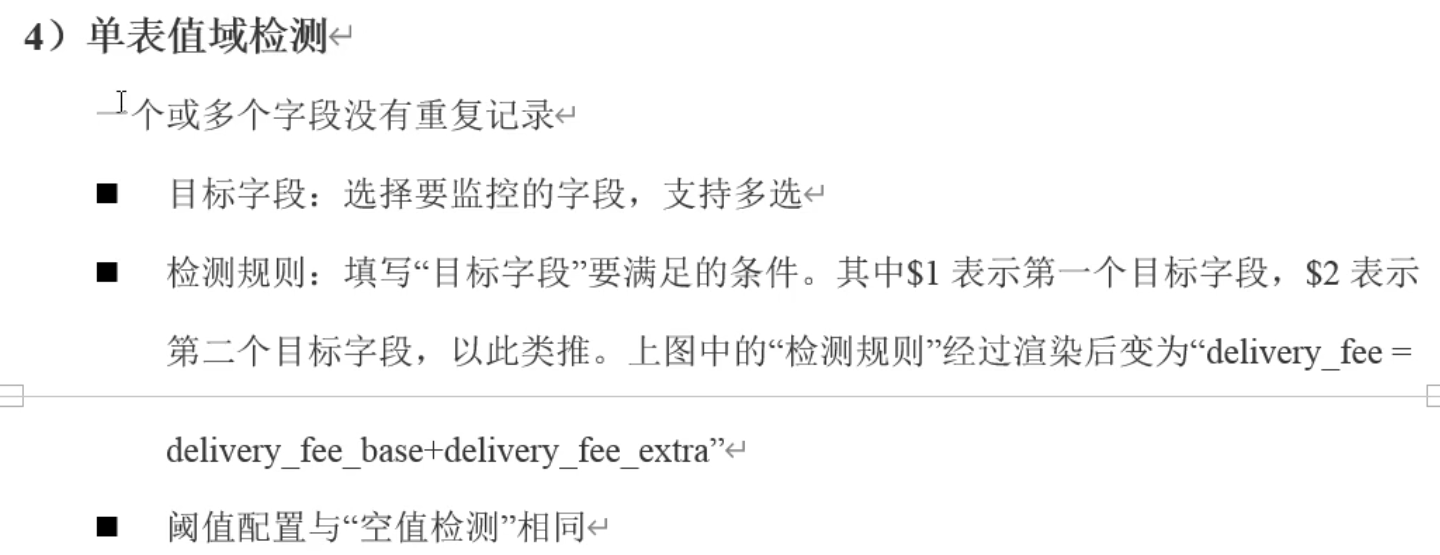 4）单表值域检测↵
一个或多个字段没有重复记录↵
■ 目标字段：选择要监控的字段，支持多选↵
■ 检测规则：填写“目标字段”要满足的条件。其中$1 表示第一个目标字段，$2 表示
第二个目标字段，以此类推。上图中的“检测规则”经过渲染后变为“delivery_fee =
delivery_fee_base+delivery_fee_extra”↵
■ 阈值配置与“空值检测”相同↵